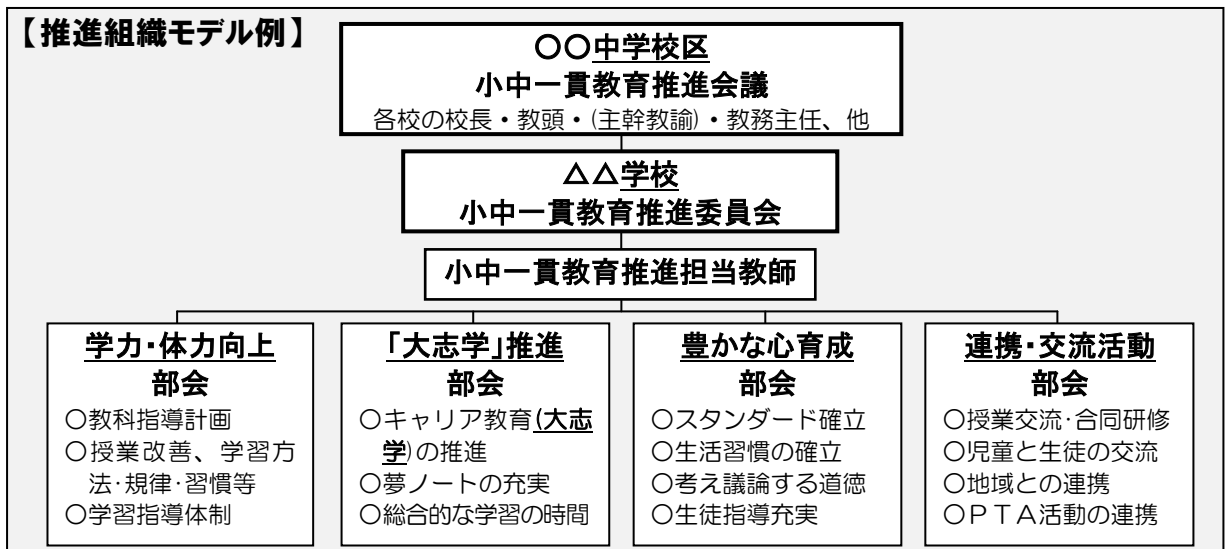 【推進組織モデル例】
〇〇中学校区
小中一貫教育推進会議
各校の校長・教頭・(主幹教諭)・教務主任、他
△△学校
小中一貫教育推進委員会
小中一貫教育推進担当教師
学力・体力向上
部会
〇教科指導計画
〇授業改善、学習方
法・規律・習慣等
〇学習指導体制
「大志学」推進
部会
〇キャリア教育(大志
学)の推進
〇夢ノートの充実
〇総合的な学習の時間
豊かな心育成
部会
〇スタンダード確立
〇生活習慣の確立
〇考え議論する道徳
〇生徒指導充実
連携・交流活動
部会
〇授業交流・合同研修
〇児童と生徒の交流
〇地域との連携
〇PTA活動の連携